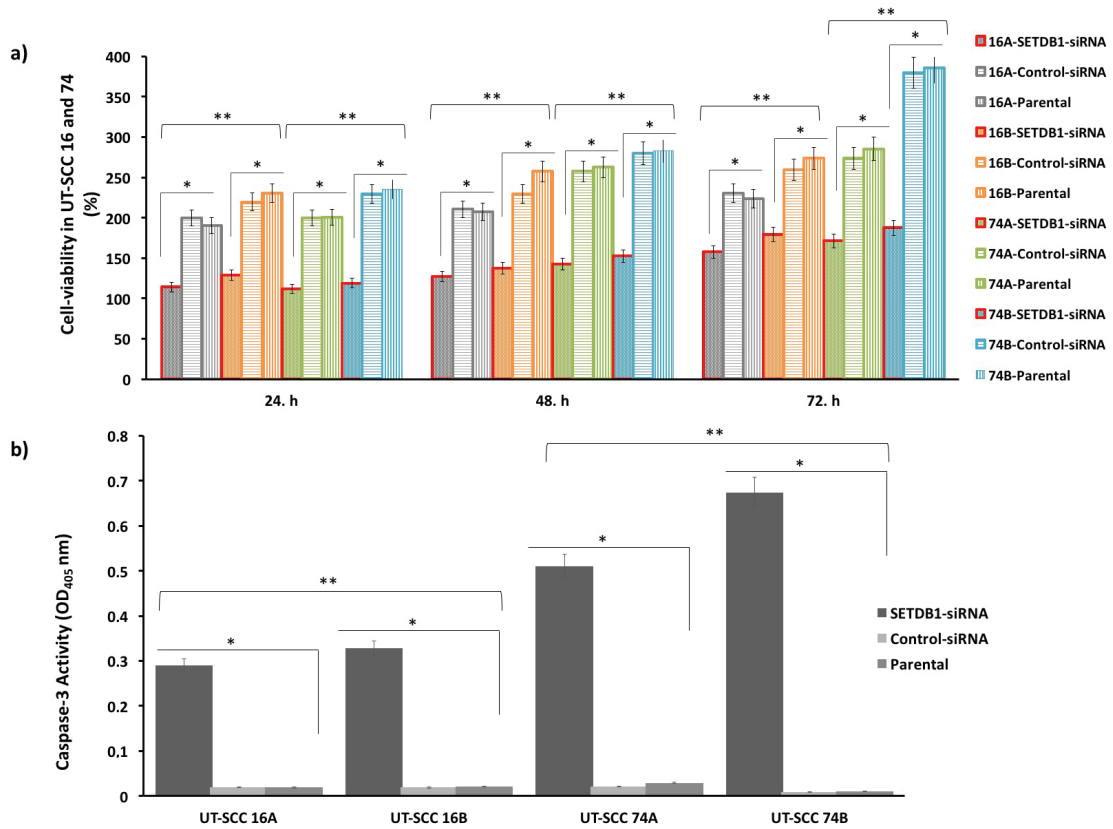 a)
Cell-viability in UT-SCC 16 and 74
(%)
400
350
300
250
200
150
100
50
0
** ** ** ** ** **
* * * * * * * * * * * *
24. h 48. h 72. h
16A-SETDB1-siRNA
16A-Control-siRNA
16A-Parental
16B-SETDB1-siRNA
16B-Control-siRNA
16B-Parental
74A-SETDB1-siRNA
74A-Control-siRNA
74A-Parental
74B-SETDB1-siRNA
74B-Control-siRNA
74B-Parental
b)
Caspase-3 Activity (OD405 nm)
0.8
0.7
0.6
0.5
0.4
0.3
0.2
0.1
0
** **
* * * *
UT-SCC 16A UT-SCC 16B UT-SCC 74A UT-SCC 74B
SETDB1-siRNA
Control-siRNA
Parental